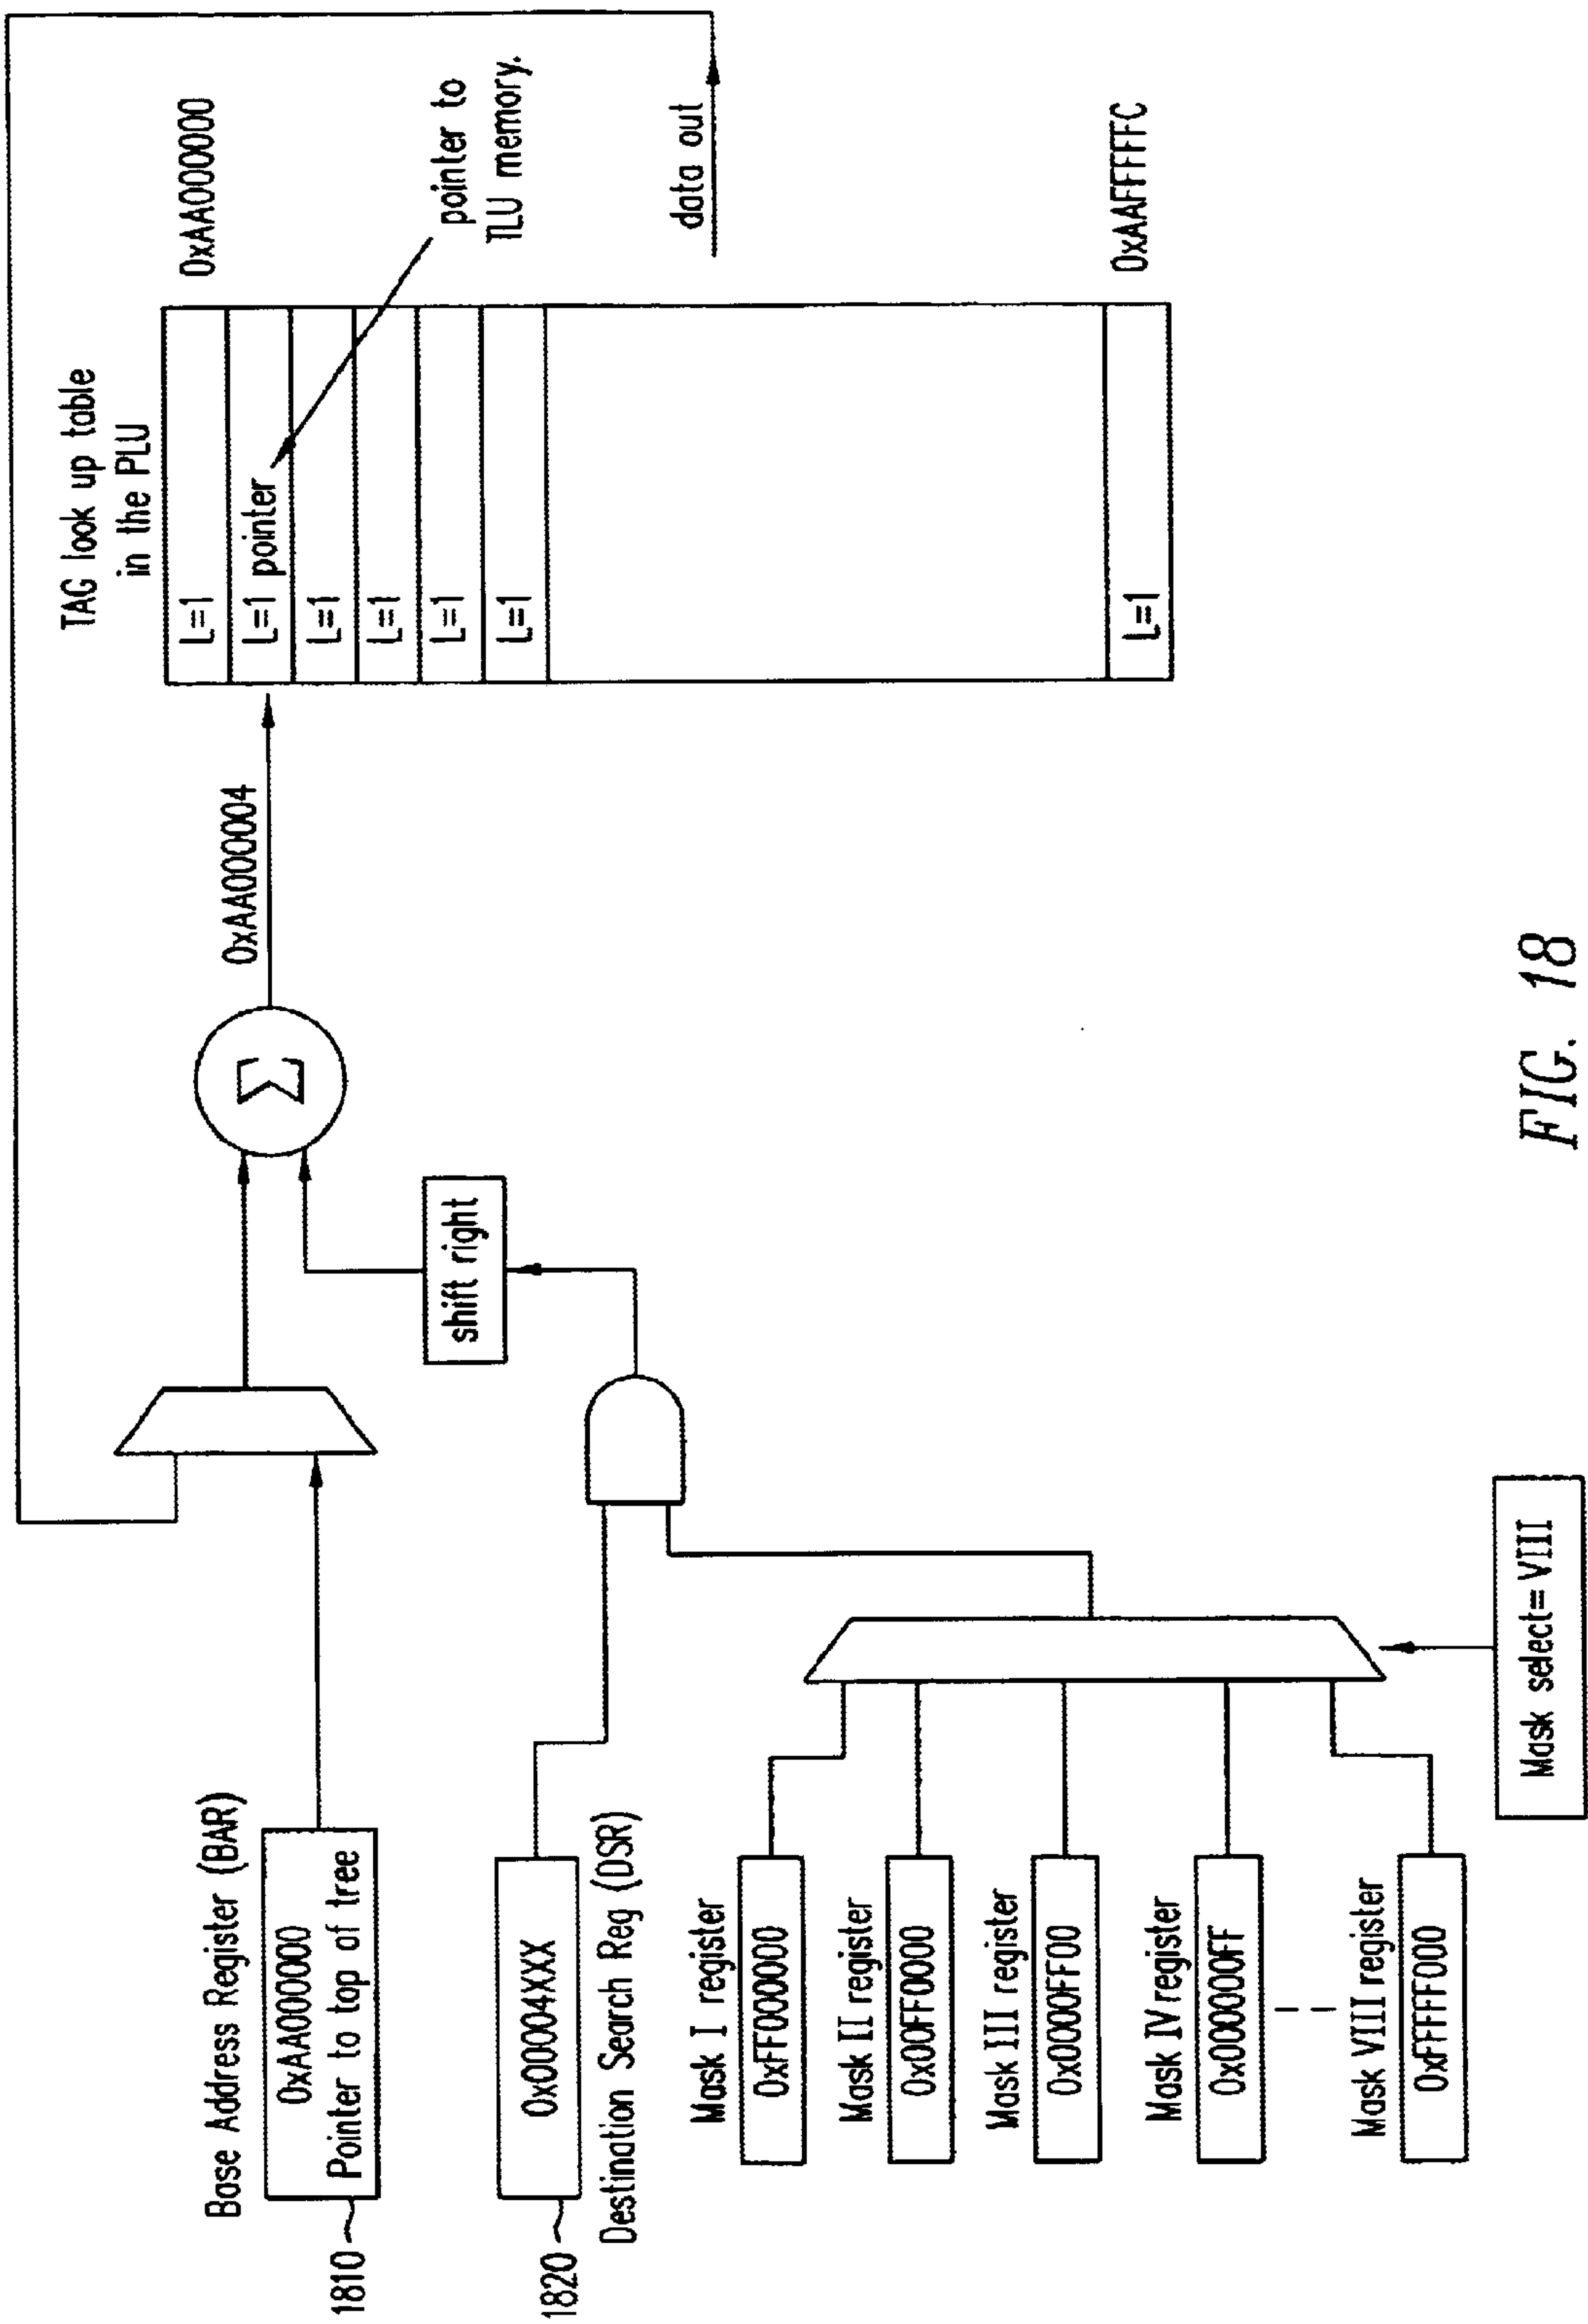 Base Address Register (BAR)
0xAA000000
Pointer to top of tree
1810
0x00004XXX
1820
Destination Search Reg (DSR)
Mask I register
0xFF000000
Mask II register
0x00FF0000
Mask III register
0x0000FF00
Mask IV register
0x000000FF
Mask VIII register
0xFFFFF000
Mask select= VIII
shift right
Σ
0xAA000004
TAG look up table
in the PLU
L=1
L=1 pointer
L=1
L=1
L=1
L=1
L=1
0xAA000000
pointer to
TLU memory.
data out
0xAAFFFFFC
FIG. 18